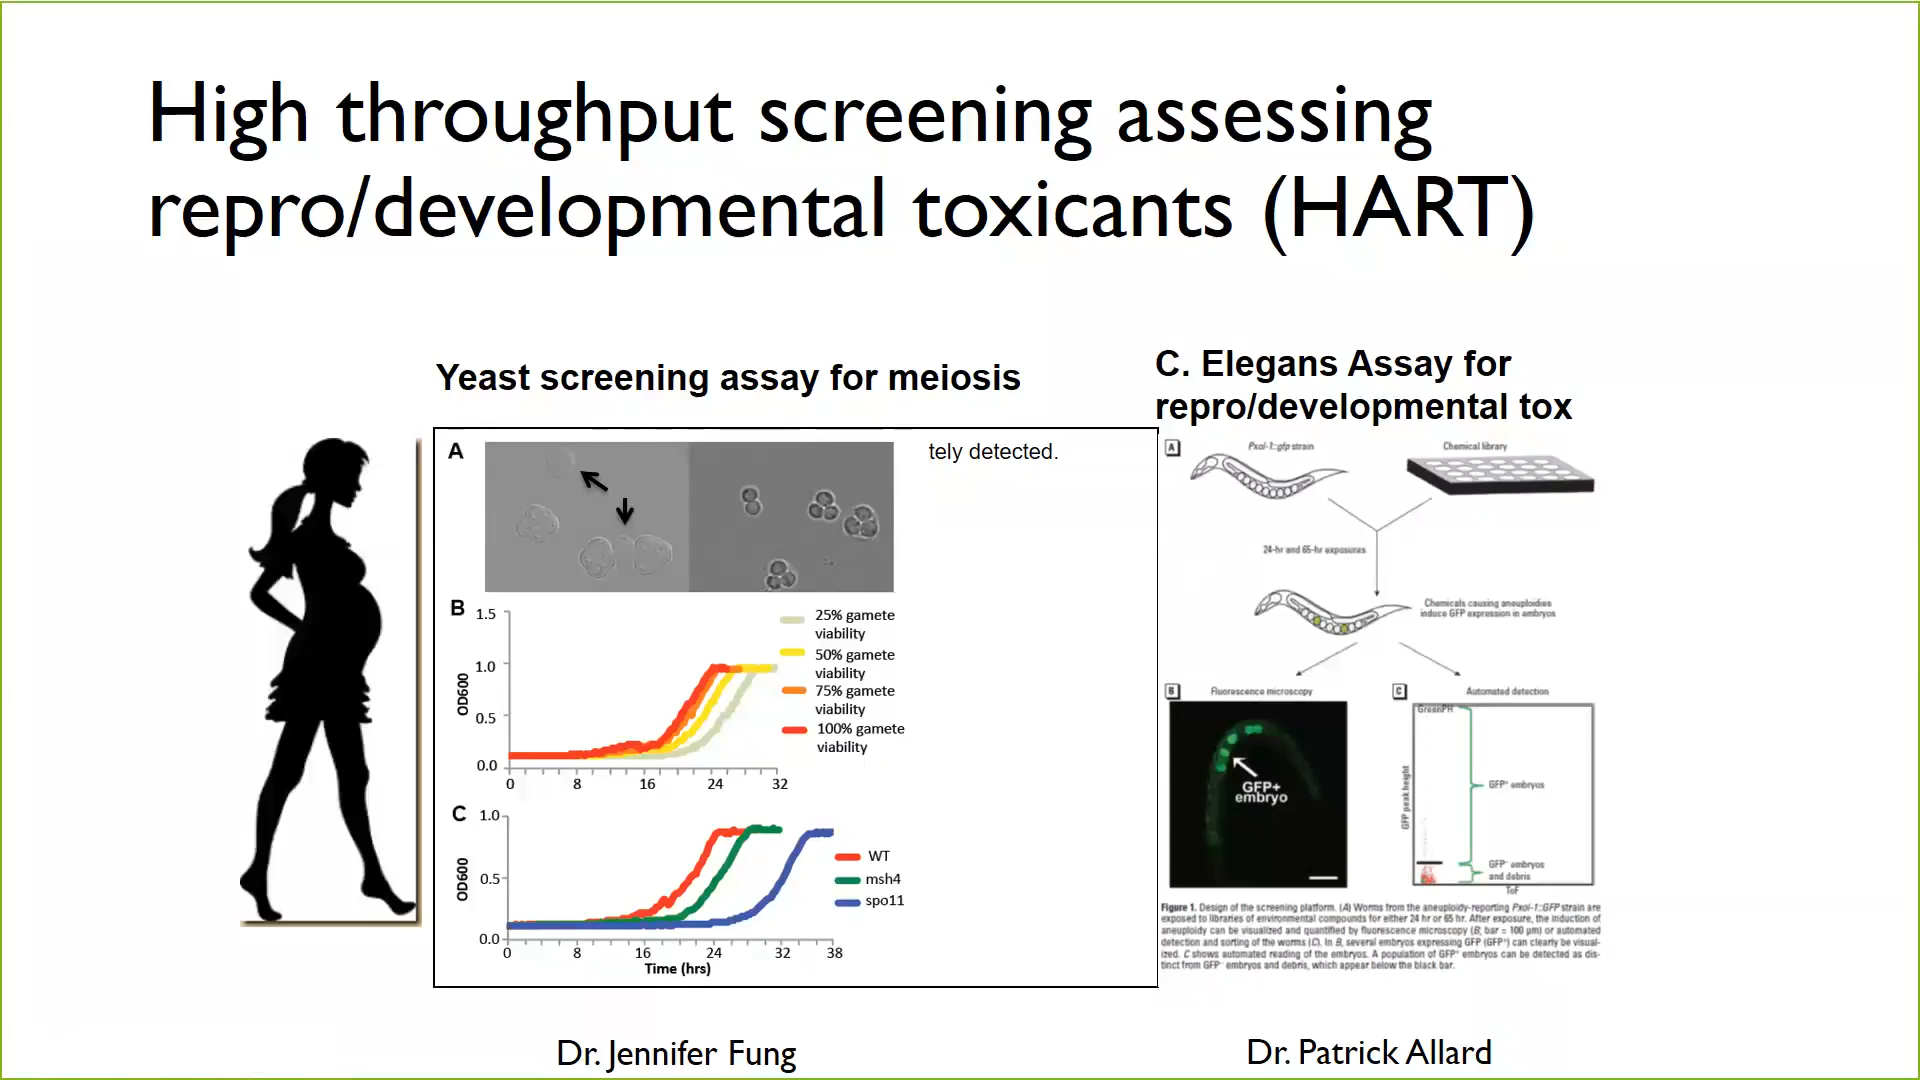 High throughput screening assessing
repro/developmental toxicants (HART)
Yeast screening assay for meiosis
A
tely detected.
B
1.5
1.0
0.5
0.0
OD600
0 8 16 24 32
25% gamete
viability
50% gamete
viability
75% gamete
viability
100% gamete
viability
C
1.0
0.5
0.0
OD600
0 8 16 24 32 38
Time (hrs)
WT
msh4
spo11
Dr. Jennifer Fung
C. Elegans Assay for
repro/developmental tox
A
Pxol-1::gfp strain
Chemical library
24-hr and 65-hr exposures
Chemicals causing aneuploidies
induce GFP expression in embryos
B
Fluorescence microscopy
GFP+
embryo
C
Automated detection
GreenPH
GFP peak height
GFP⁺ embryos
GFP⁻ embryos
and debris
ToF
Figure 1. Design of the screening platform. (A) Worms from the aneuploidy-reporting Pxol-1::GFP strain are
exposed to libraries of environmental compounds for either 24 hr or 65 hr. After exposure, the induction of
aneuploidy can be visualized and quantified by fluorescence microscopy (B; bar = 100 μm) or automated
detection and sorting of the worms (C). In B, several embryos expressing GFP (GFP⁺) can clearly be visual-
ized. C shows automated reading of the embryos. A population of GFP⁺ embryos can be detected as dis-
tinct from GFP⁻ embryos and debris, which appear below the black bar.
Dr. Patrick Allard